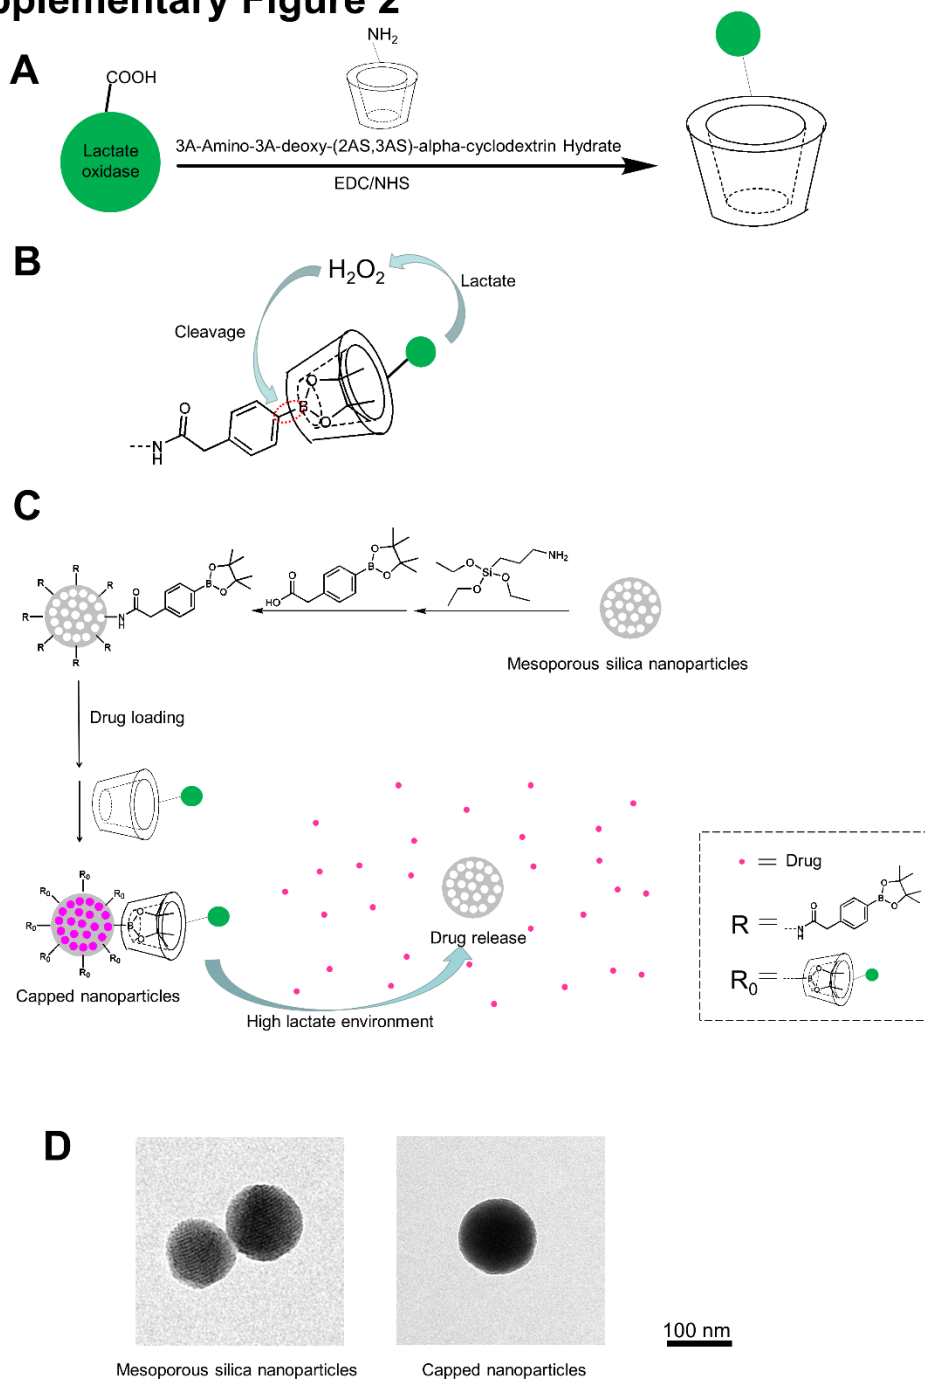 pplementary Figure 2
A
NH2
COOH
Lactate
oxidase
3A-Amino-3A-deoxy-(2AS,3AS)-alpha-cyclodextrin Hydrate
EDC/NHS
B
H2O2
Lactate
Cleavage
O
B
O
O
N
H
C
O
B
O
O
HO
O
B
O
O
Si
O
O
NH2
R
R
R
R
R
R
R
O
N
H
B
O
O
Mesoporous silica nanoparticles
Drug loading
R0
R0
R0
R0
R0
R0
R0
B
O
O
Capped nanoparticles
Drug release
High lactate environment
= Drug
R =
O
N
H
B
O
O
R0 =
B
O
O
D
100 nm
Mesoporous silica nanoparticles
Capped nanoparticles